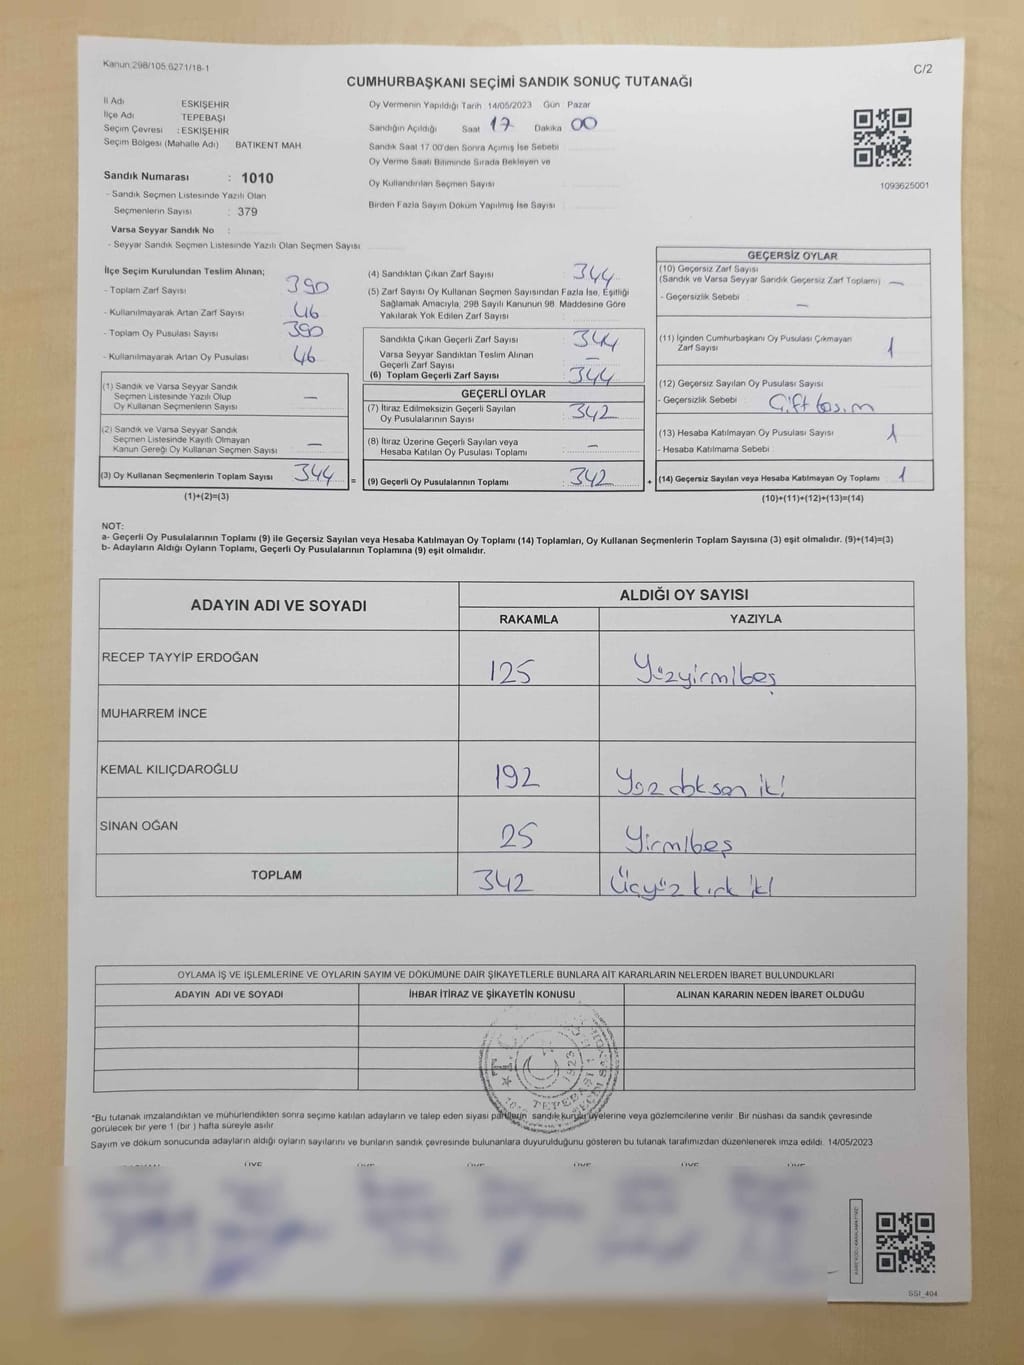 Kanun:298/105 6271/18-1
C/2
CUMHURBAŞKANI SEÇİMİ SANDIK SONUÇ TUTANAĞI
İl Adı ESKİŞEHİR
İlçe Adı TEPEBAŞI
Seçim Çevresi : ESKİŞEHİR
Seçim Bölgesi (Mahalle Adı) BATIKENT MAH.
Sandık Numarası : 1010
- Sandık Seçmen Listesinde Yazılı Olan
Seçmenlerin Sayısı : 379
Varsa Seyyar Sandık No :
- Seyyar Sandık Seçmen Listesinde Yazılı Olan Seçmen Sayısı
Oy Vermenin Yapıldığı Tarih 14/05/2023 Gün Pazar
Sandığın Açıldığı Saat 17 Dakika 00
Sandık Saat 17.00'den Sonra Açmış İse Sebebi
Oy Verme Saati Bitiminde Sırada Bekleyen ve
Oy Kullandırılan Seçmen Sayısı
Birden Fazla Sayım Döküm Yapılmış İse Sayısı
1093625001
İlçe Seçim Kurulundan Teslim Alınan;
- Toplam Zarf Sayısı 390
- Kullanılmayarak Artan Zarf Sayısı 46
- Toplam Oy Pusulası Sayısı 390
- Kullanılmayarak Artan Oy Pusulası 46
(1) Sandık ve Varsa Seyyar Sandık
Seçmen Listesinde Yazılı Olup
Oy Kullanan Seçmenlerin Sayısı —
(2) Sandık ve Varsa Seyyar Sandık
Seçmen Listesinde Kayıtlı Olmayan
Kanun Gereği Oy Kullanan Seçmen Sayısı —
(3) Oy Kullanan Seçmenlerin Toplam Sayısı 344 =
(1)+(2)=(3)
(4) Sandıktan Çıkan Zarf Sayısı 344
(5) Zarf Sayısı Oy Kullanan Seçmen Sayısından Fazla İse, Eşitliği
Sağlamak Amacıyla, 298 Sayılı Kanunun 98. Maddesine Göre
Yakılarak Yok Edilen Zarf Sayısı
Sandıkta Çıkan Geçerli Zarf Sayısı 344
Varsa Seyyar Sandıktan Teslim Alınan
Geçerli Zarf Sayısı —
(6) Toplam Geçerli Zarf Sayısı 344
GEÇERLİ OYLAR
(7) İtiraz Edilmeksizin Geçerli Sayılan
Oy Pusulalarının Sayısı : 342
(8) İtiraz Üzerine Geçerli Sayılan veya
Hesaba Katılan Oy Pusulası Toplamı —
(9) Geçerli Oy Pusulalarının Toplamı : 342 +
GEÇERSİZ OYLAR
(10) Geçersiz Zarf Sayısı
(Sandık ve Varsa Seyyar Sandık Geçersiz Zarf Toplamı) —
- Geçersizlik Sebebi —
(11) İçinden Cumhurbaşkanı Oy Pusulası Çıkmayan
Zarf Sayısı 1
(12) Geçersiz Sayılan Oy Pusulası Sayısı
- Geçersizlik Sebebi : Çift basım
(13) Hesaba Katılmayan Oy Pusulası Sayısı 1
- Hesaba Katılmama Sebebi
(14) Geçersiz Sayılan veya Hesaba Katılmayan Oy Toplamı 1
(10)+(11)+(12)+(13)=(14)
NOT:
a- Geçerli Oy Pusulalarının Toplamı (9) ile Geçersiz Sayılan veya Hesaba Katılmayan Oy Toplamı (14) Toplamları, Oy Kullanan Seçmenlerin Toplam Sayısına (3) eşit olmalıdır. (9)+(14)=(3)
b- Adayların Aldığı Oyların Toplamı, Geçerli Oy Pusulalarının Toplamına (9) eşit olmalıdır.
ADAYIN ADI VE SOYADI
ALDIĞI OY SAYISI
RAKAMLA YAZIYLA
RECEP TAYYİP ERDOĞAN 125 Yüzyirmibeş
MUHARREM İNCE
KEMAL KILIÇDAROĞLU 192 Yüz doksan iki
SİNAN OĞAN 25 Yirmibeş
TOPLAM 342 Üçyüz kırk iki
OYLAMA İŞ VE İŞLEMLERİNE VE OYLARIN SAYIM VE DÖKÜMÜNE DAİR ŞİKAYETLERLE BUNLARA AİT KARARLARIN NELERDEN İBARET BULUNDUKLARI
ADAYIN ADI VE SOYADI İHBAR İTİRAZ VE ŞİKAYETİN KONUSU ALINAN KARARIN NEDEN İBARET OLDUĞU
T.C. 1923 TEPEBAŞI
*Bu tutanak imzalandıktan ve mühürlendikten sonra seçime katılan adayların ve talep eden siyasi partilerin sandık kurulu üyelerine veya gözlemcilerine verilir. Bir nüshası da sandık çevresinde
görülecek bir yere 1 (bir ) hafta süreyle asılır.
Sayım ve döküm sonucunda adayların aldığı oyların sayılarını ve bunların sandık çevresinde bulunanlara duyurulduğunu gösteren bu tutanak tarafımızdan düzenlenerek imza edildi. 14/05/2023
SSI_404